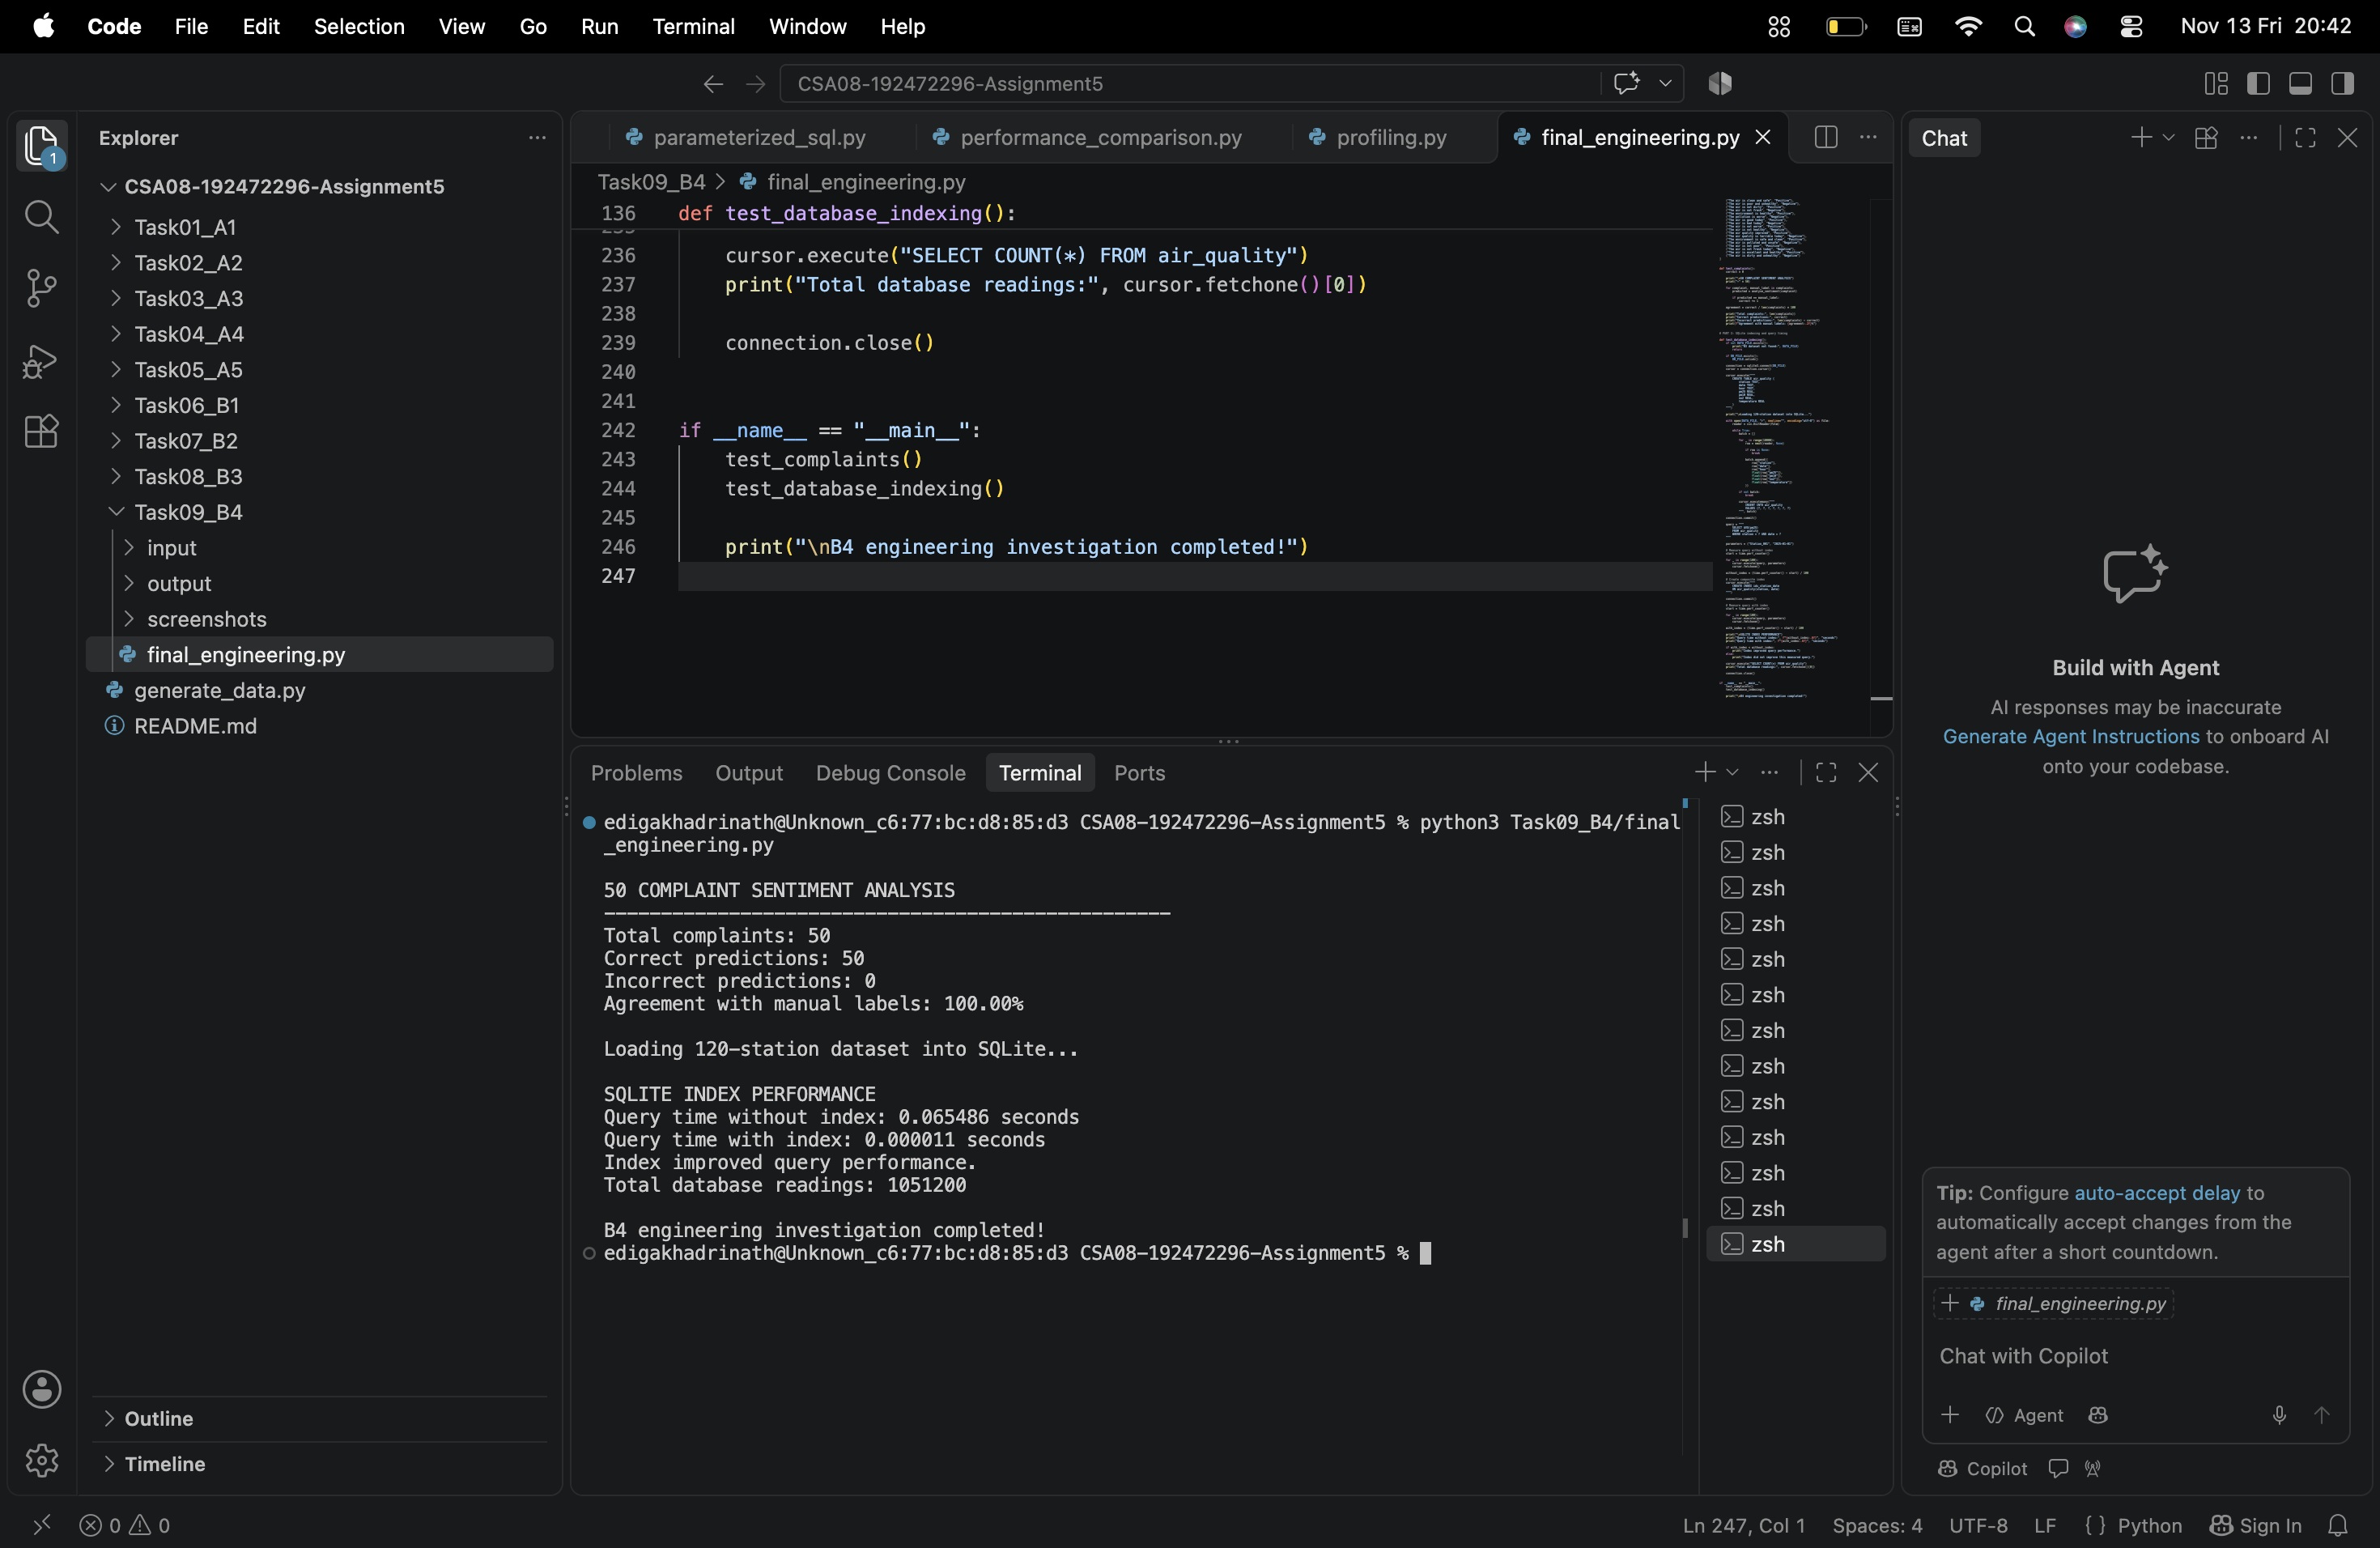 Code File Edit Selection View Go Run Terminal Window Help Nov 13 Fri 20:42
CSA08-192472296-Assignment5
Explorer
1
CSA08-192472296-Assignment5
Task01_A1
Task02_A2
Task03_A3
Task04_A4
Task05_A5
Task06_B1
Task07_B2
Task08_B3
Task09_B4
input
output
screenshots
final_engineering.py
generate_data.py
README.md
Outline
Timeline
parameterized_sql.py performance_comparison.py profiling.py final_engineering.py
Task09_B4 > final_engineering.py
136 def test_database_indexing():
236 cursor.execute("SELECT COUNT(*) FROM air_quality")
237 print("Total database readings:", cursor.fetchone()[0])
238
239 connection.close()
240
241
242 if __name__ == "__main__":
243 test_complaints()
244 test_database_indexing()
245
246 print("\nB4 engineering investigation completed!")
247
Problems Output Debug Console Terminal Ports
edigakhadrinath@Unknown_c6:77:bc:d8:85:d3 CSA08-192472296-Assignment5 % python3 Task09_B4/final
_engineering.py
50 COMPLAINT SENTIMENT ANALYSIS
--------------------------------------------------
Total complaints: 50
Correct predictions: 50
Incorrect predictions: 0
Agreement with manual labels: 100.00%
Loading 120-station dataset into SQLite...
SQLITE INDEX PERFORMANCE
Query time without index: 0.065486 seconds
Query time with index: 0.000011 seconds
Index improved query performance.
Total database readings: 1051200
B4 engineering investigation completed!
edigakhadrinath@Unknown_c6:77:bc:d8:85:d3 CSA08-192472296-Assignment5 %
zsh
zsh
zsh
zsh
zsh
zsh
zsh
zsh
zsh
zsh
zsh
zsh
zsh
Chat
Build with Agent
AI responses may be inaccurate
Generate Agent Instructions to onboard AI
onto your codebase.
Tip: Configure auto-accept delay to
automatically accept changes from the
agent after a short countdown.
final_engineering.py
Chat with Copilot
Agent
Copilot
0 0
Ln 247, Col 1 Spaces: 4 UTF-8 LF {} Python Sign In